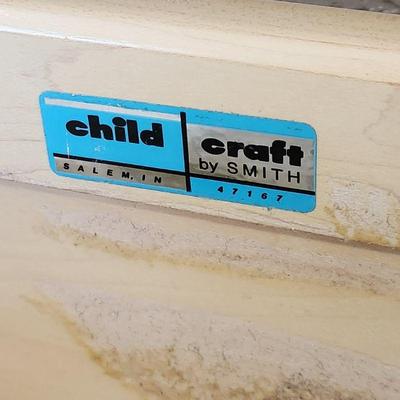 child craft
by SMITH
SALEM, IN 47167